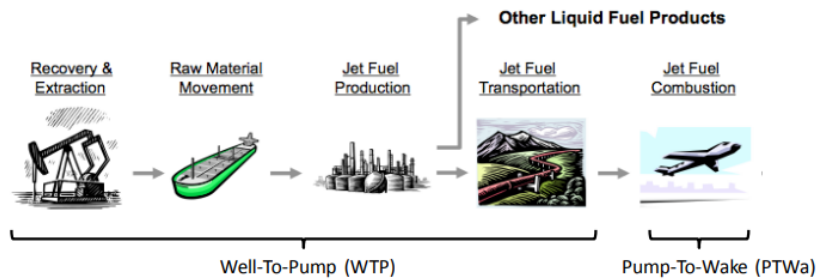 Other Liquid Fuel Products
Recovery &
Extraction
Raw Material
Movement
Jet Fuel
Production
Jet Fuel
Transportation
Jet Fuel
Combustion
Well-To-Pump (WTP)
Pump-To-Wake (PTWa)